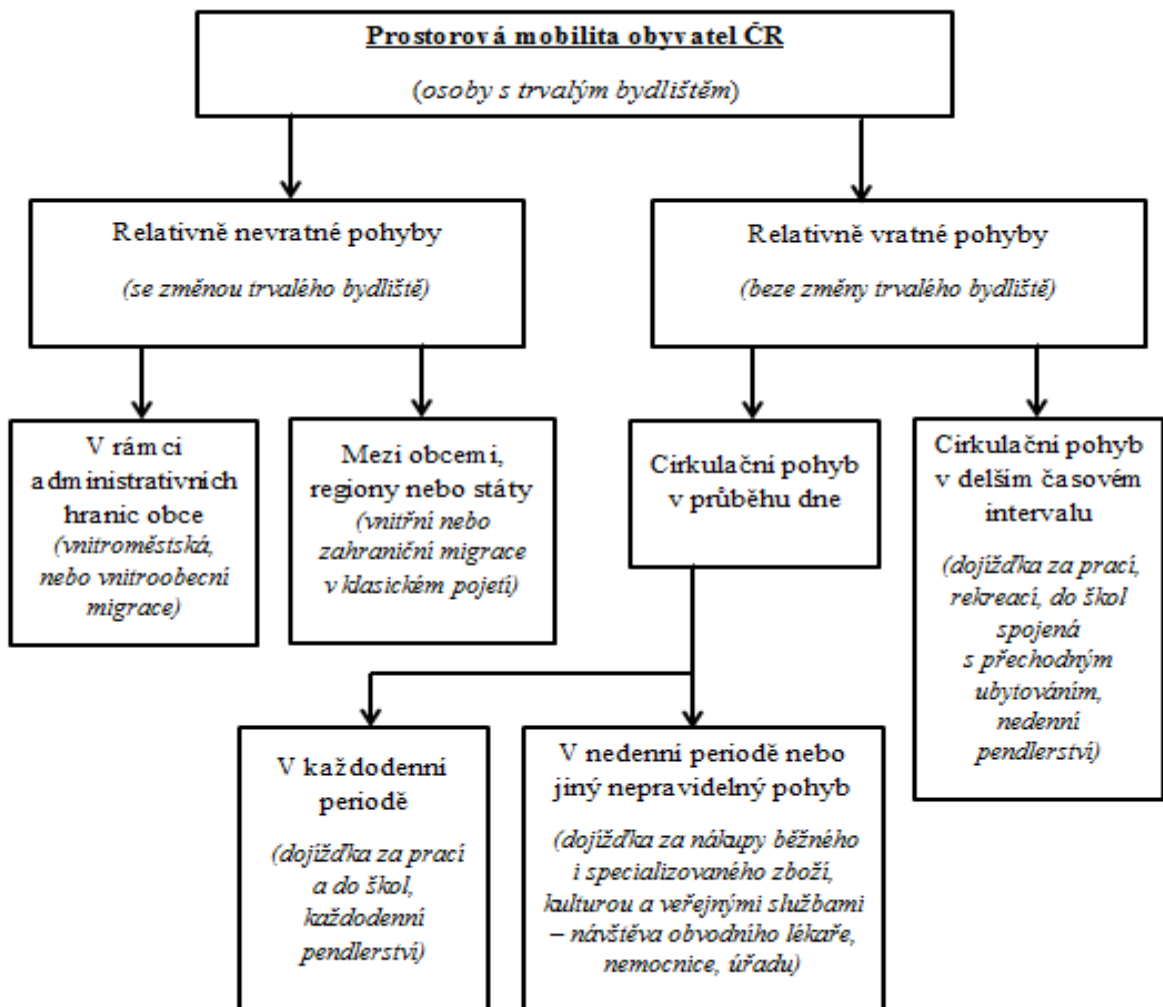 Prostorová mobilita obyvatel ČR
(osoby s trvalým bydlištěm)
Relativně nevratné pohyby
(se změnou trvalého bydliště)
Relativně vratné pohyby
(beze změny trvalého bydliště)
V rámci
administrativních
hranic obce
(vnitroměstská,
nebo vnitroobecní
migrace)
Mezi obcemi,
regiony nebo státy
(vnitřní nebo
zahraniční migrace
v klasickém pojetí)
Cirkulační pohyb
v průběhu dne
Cirkulační pohyb
v delším časovém
intervalu
(dojížďka za prací,
rekreací, do škol
spojená
s přechodným
ubytováním,
nedenní
pendlerství)
V každodenní
periodě
(dojížďka za prací
a do škol,
každodenní
pendlerství)
V nedenní periodě nebo
jiný nepravidelný pohyb
(dojížďka za nákupy běžného
i specializovaného zboží,
kulturou a veřejnými službami
– návštěva obvodního lékaře,
nemocnice, úřadu)